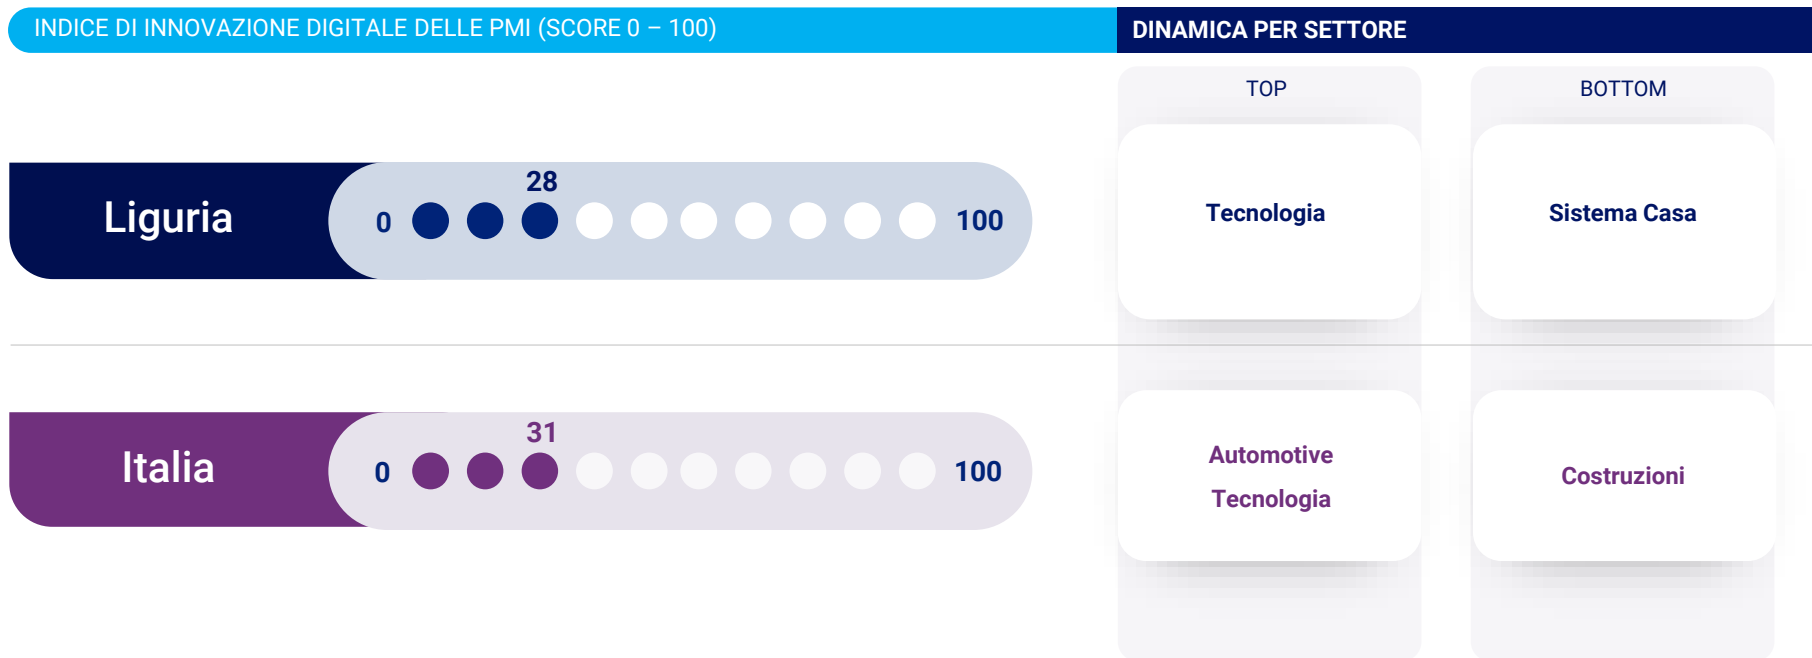 INDICE DI INNOVAZIONE DIGITALE DELLE PMI (SCORE 0 – 100)
DINAMICA PER SETTORE
TOP
BOTTOM
Liguria
0
28
100
Tecnologia
Sistema Casa
Italia
0
31
100
Automotive
Tecnologia
Costruzioni